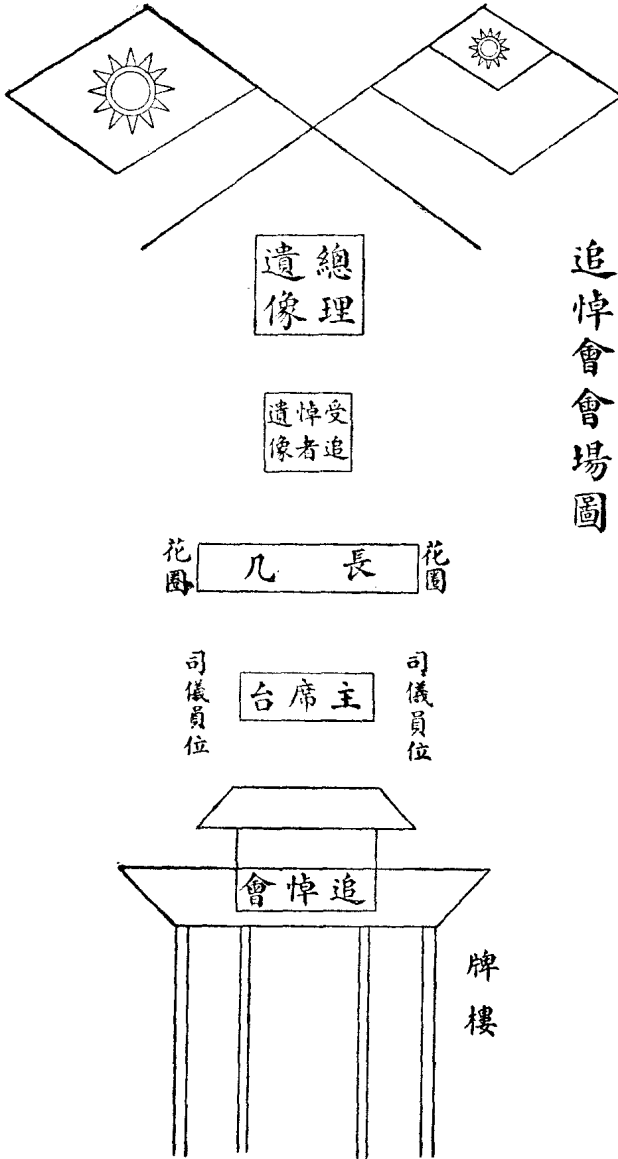 追悼會會場圖
總理
遺像
受追
悼者
遺像
長几
花圈
花圈
主席台
司儀員位
司儀員位
追悼會
牌樓